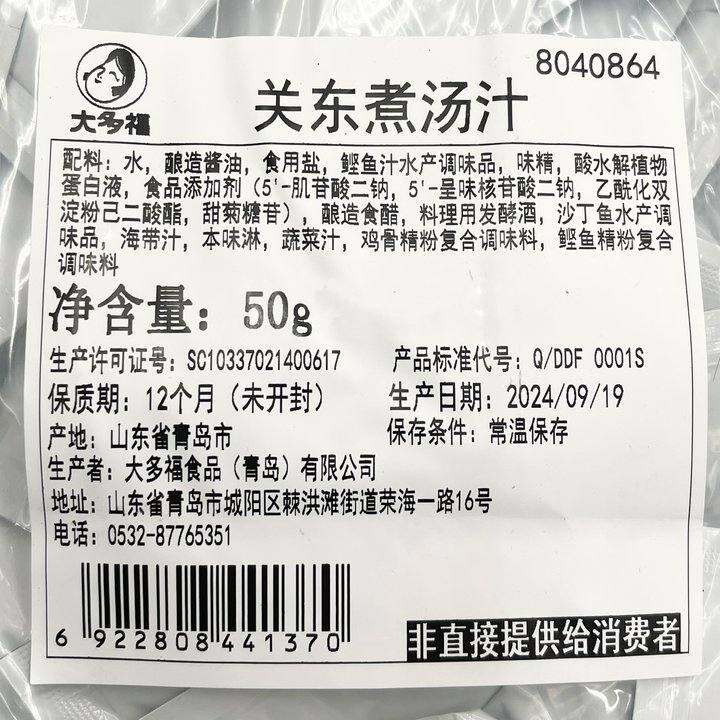 8040864
大多福
关东煮汤汁
配料：水，酿造酱油，食用盐，鲣鱼汁水产调味品，味精，酸水解植物
蛋白液，食品添加剂（5'-肌苷酸二钠，5'-呈味核苷酸二钠，乙酰化双
淀粉己二酸酯，甜菊糖苷），酿造食醋，料理用发酵酒，沙丁鱼水产调
味品，海带汁，本味淋，蔬菜汁，鸡骨精粉复合调味料，鲣鱼精粉复合
调味料
净含量：50g
生产许可证号：SC10337021400617 产品标准代号：Q/DDF 0001S
保质期：12个月（未开封） 生产日期：2024/09/19
产地：山东省青岛市 保存条件：常温保存
生产者：大多福食品（青岛）有限公司
地址：山东省青岛市城阳区棘洪滩街道荣海一路16号
电话：0532-87765351
6 922808 441370
非直接提供给消费者